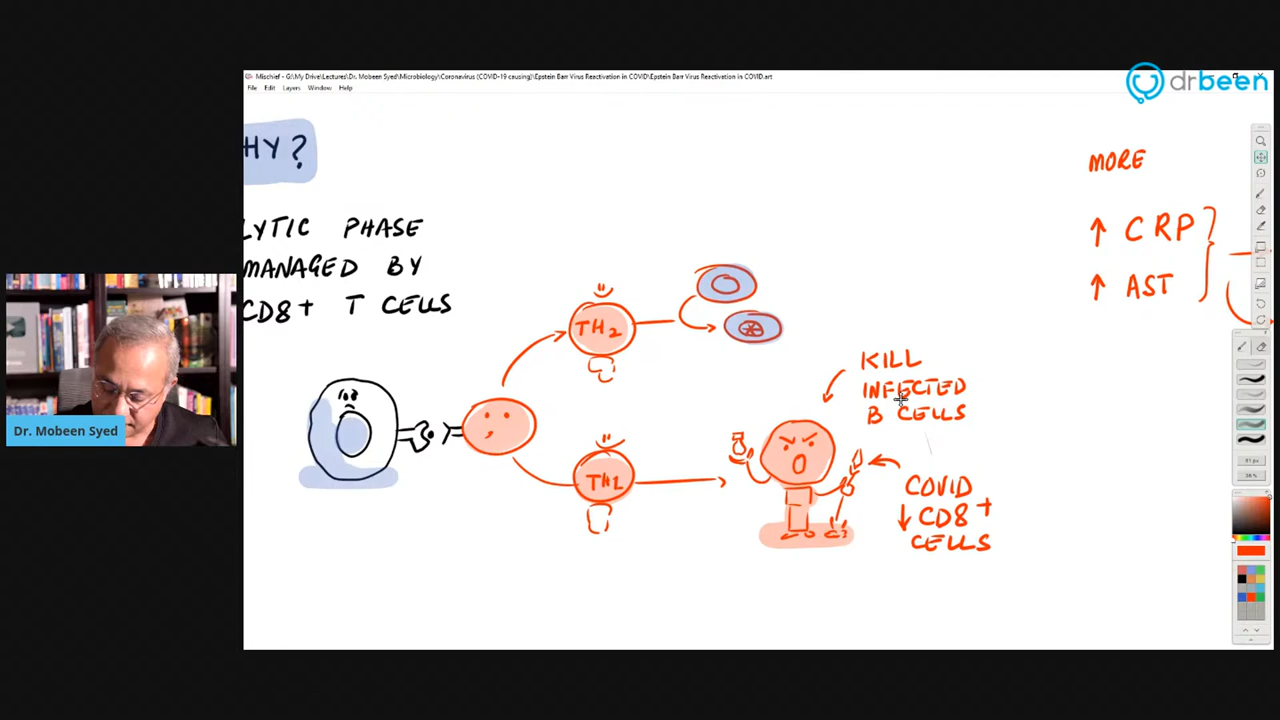 Mischief - G:\My Drive\Lectures\Dr. Mobeen Syed\Microbiology\Coronavirus (COVID-19 causing)\Epstein Barr Virus Reactivation in COVID\Epstein Barr Virus Reactivation in COVID.art
File Edit Layers Window Help
drbeen
HY?
LYTIC PHASE
MANAGED BY
CD8+ T CELLS
TH2
TH1
KILL
INFECTED
B CELLS
COVID
↓ CD8+
CELLS
MORE
↑ CRP
↑ AST
Dr. Mobeen Syed